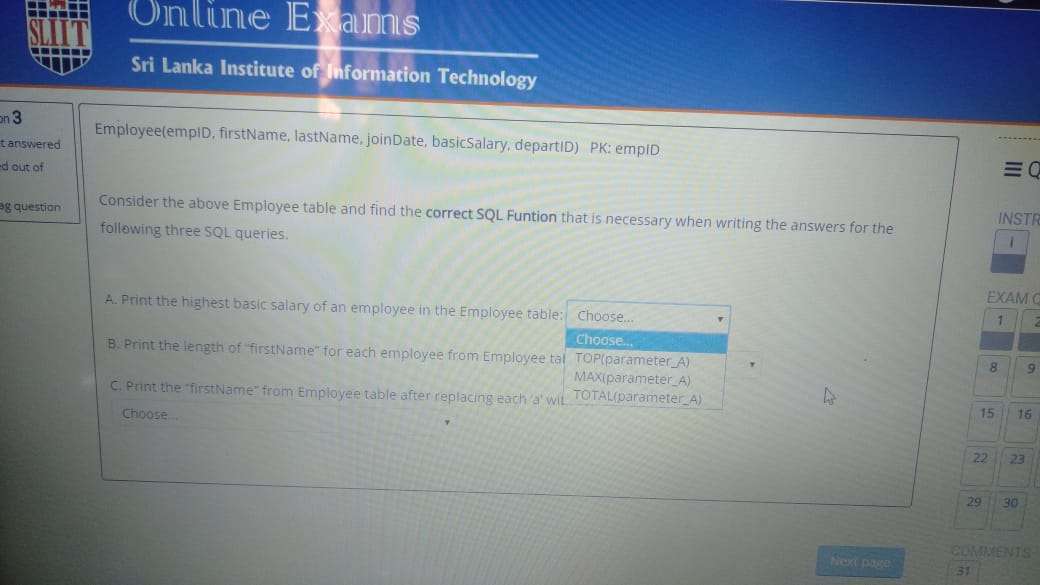 SLIIT
Online Exams
Sri Lanka Institute of Information Technology
on 3
t answered
ed out of
ag question
Employee(empID, firstName, lastName, joinDate, basicSalary, departID) PK: empID
Consider the above Employee table and find the correct SQL Funtion that is necessary when writing the answers for the
following three SQL queries.
A. Print the highest basic salary of an employee in the Employee table: Choose...
Choose...
TOP(parameter_A)
MAX(parameter_A)
TOTAL(parameter_A)
B. Print the length of "firstName" for each employee from Employee ta
C. Print the "firstName" from Employee table after replacing each 'a' wit
Choose...
Next page
Q
INSTR
i
EXAM Q
1 2
8 9
15 16
22 23
29 30
COMMENTS
31